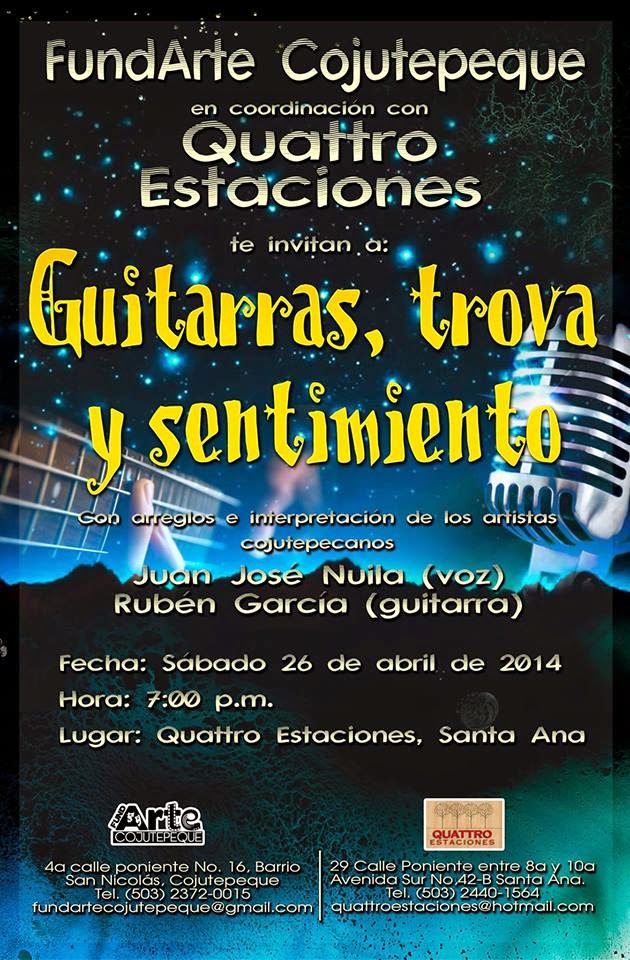 FundArte Cojutepeque
en coordinación con
Quattro
Estaciones
te invitan a:
Guitarras, trova
y sentimiento
Con arreglos e interpretación de los artistas
cojutepecanos
Juan José Nuila (voz)
Rubén García (guitarra)
Fecha: Sábado 26 de abril de 2014
Hora: 7:00 p.m.
Lugar: Quattro Estaciones, Santa Ana
FUND Arte
COJUTEPEQUE
4a calle poniente No. 16, Barrio
San Nicolás, Cojutepeque
Tel. (503) 2372-0015
fundartecojutepeque@gmail.com
QUATTRO
ESTACIONES
29 Calle Poniente entre 8a y 10a
Avenida Sur No,42-B Santa Ana.
Tel. (503) 2440-1564
quattroestaciones@hotmail.com